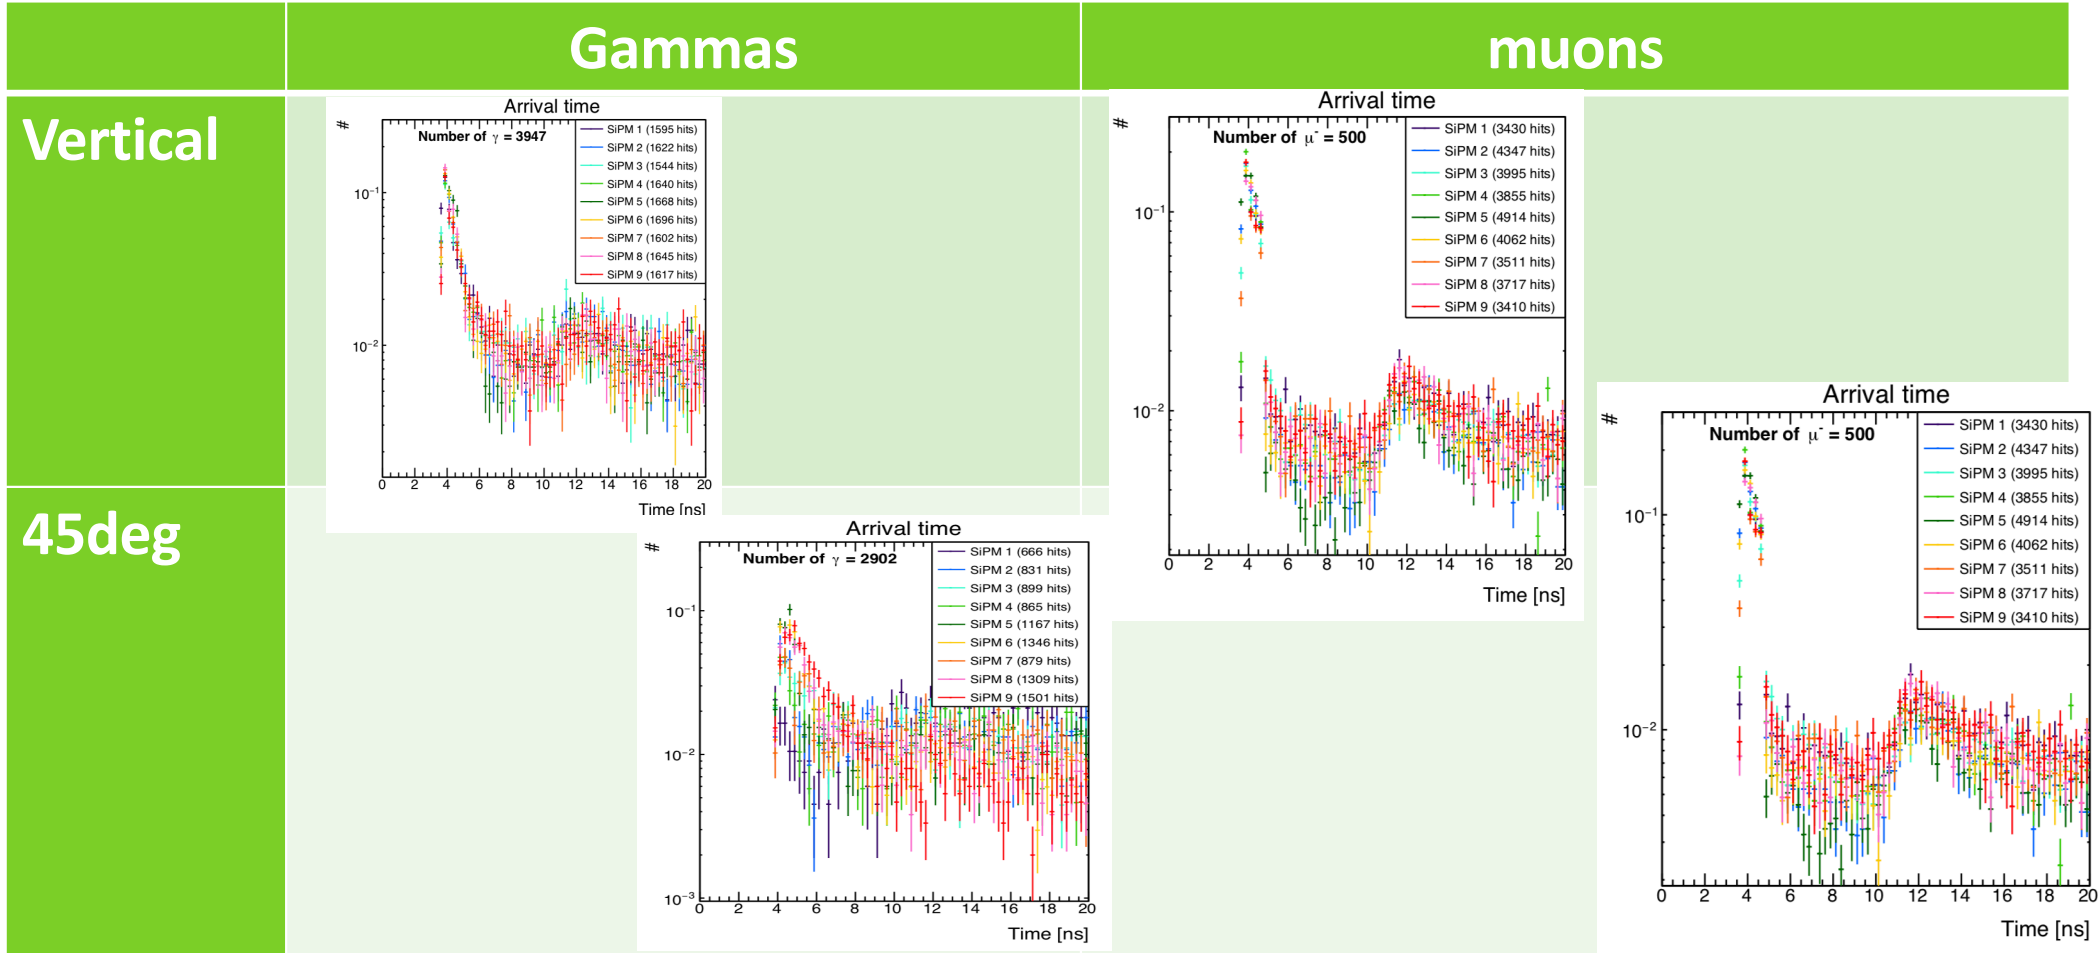 Gammas
muons
Vertical
Arrival time
#
Number of γ = 3947
SiPM 1 (1595 hits)
SiPM 2 (1622 hits)
SiPM 3 (1544 hits)
SiPM 4 (1640 hits)
SiPM 5 (1668 hits)
SiPM 6 (1696 hits)
SiPM 7 (1602 hits)
SiPM 8 (1645 hits)
SiPM 9 (1617 hits)
10⁻¹
10⁻²
0 2 4 6 8 10 12 14 16 18 20
Time [ns]
Arrival time
#
Number of μ⁻ = 500
SiPM 1 (3430 hits)
SiPM 2 (4347 hits)
SiPM 3 (3995 hits)
SiPM 4 (3855 hits)
SiPM 5 (4914 hits)
SiPM 6 (4062 hits)
SiPM 7 (3511 hits)
SiPM 8 (3717 hits)
SiPM 9 (3410 hits)
10⁻¹
10⁻²
0 2 4 6 8 10 12 14 16 18 20
Time [ns]
45deg
Arrival time
#
Number of γ = 2902
SiPM 1 (666 hits)
SiPM 2 (831 hits)
SiPM 3 (899 hits)
SiPM 4 (865 hits)
SiPM 5 (1167 hits)
SiPM 6 (1346 hits)
SiPM 7 (879 hits)
SiPM 8 (1309 hits)
SiPM 9 (1501 hits)
10⁻¹
10⁻²
10⁻³
0 2 4 6 8 10 12 14 16 18 20
Time [ns]
Arrival time
#
Number of μ⁻ = 500
SiPM 1 (3430 hits)
SiPM 2 (4347 hits)
SiPM 3 (3995 hits)
SiPM 4 (3855 hits)
SiPM 5 (4914 hits)
SiPM 6 (4062 hits)
SiPM 7 (3511 hits)
SiPM 8 (3717 hits)
SiPM 9 (3410 hits)
10⁻¹
10⁻²
0 2 4 6 8 10 12 14 16 18 20
Time [ns]